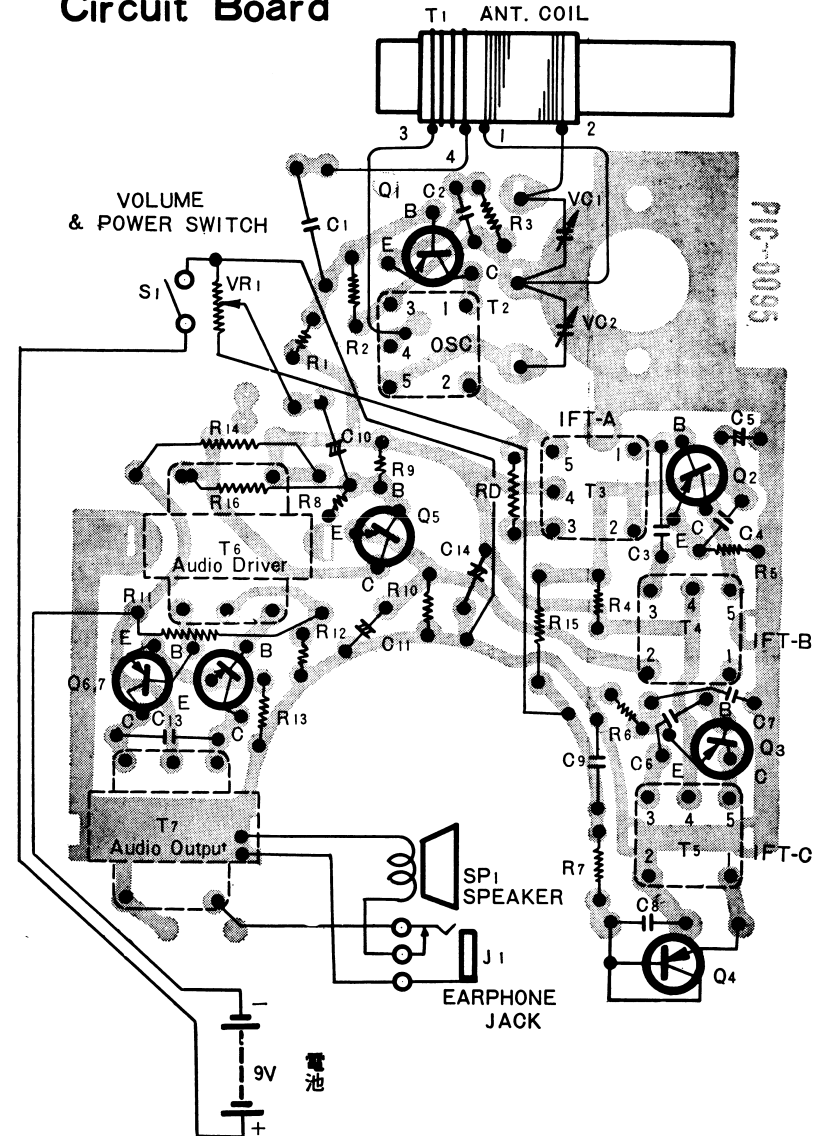 Circuit Board
T1 ANT. COIL
3 4 1 2
VOLUME
& POWER SWITCH
Q1
C2
B
R3
VC1
PIC-0095
C1
E
C
S1
VR1
3 1 T2
R2
OSC
VC2
4
R1
5 2
IFT-A
B
C5
R14
C10
R9
5 1
Q2
RD
4 T3
R16
R8
B
Q5
3 2
C
C4
E
T6
Audio Driver
C14
C3
E
R5
C
R10
3 4 5
R11
R12
C11
R15
R4
T4
IFT-B
E
B
B
2 1
Q6,7
E
C
C13
C
R13
R6
B
C7
Q3
C9
C6
E
C
3 4 5
T7
Audio Output
R7
2 T5 1
IFT-C
SP1
SPEAKER
C8
J1
Q4
EARPHONE
JACK
-
9V
電池
+